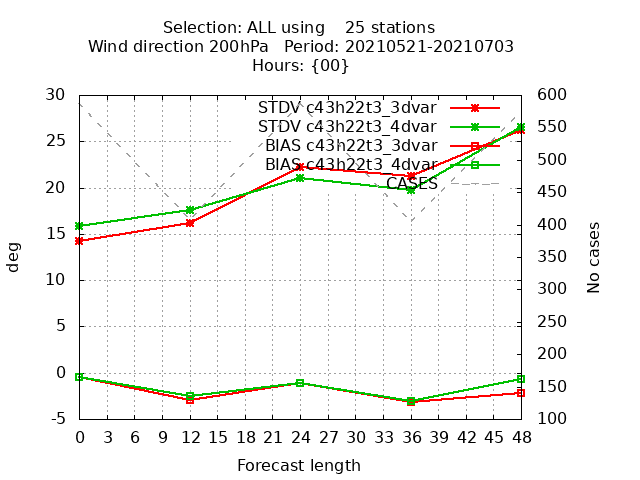 Selection: ALL using    25 stations
Wind direction 200hPa   Period: 20210521-20210703
Hours: {00}
STDV c43h22t3_3dvar
STDV c43h22t3_4dvar
BIAS c43h22t3_3dvar
BIAS c43h22t3_4dvar
CASES
30
25
20
15
10
5
0
-5
deg
600
550
500
450
400
350
300
250
200
150
100
No cases
0 3 6 9 12 15 18 21 24 27 30 33 36 39 42 45 48
Forecast length